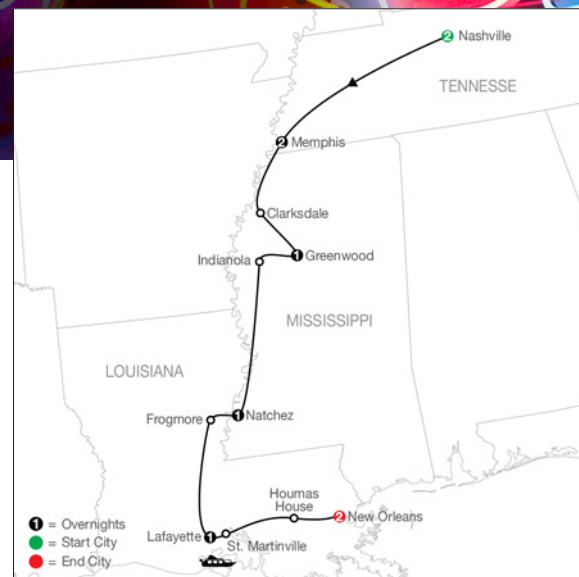 2 Nashville
TENNESSE
2 Memphis
Clarksdale
Indianola
1 Greenwood
MISSISSIPPI
LOUISIANA
Frogmore
1 Natchez
Houmas
House
2 New Orleans
Lafayette 1
St. Martinville
1 = Overnights
= Start City
= End City